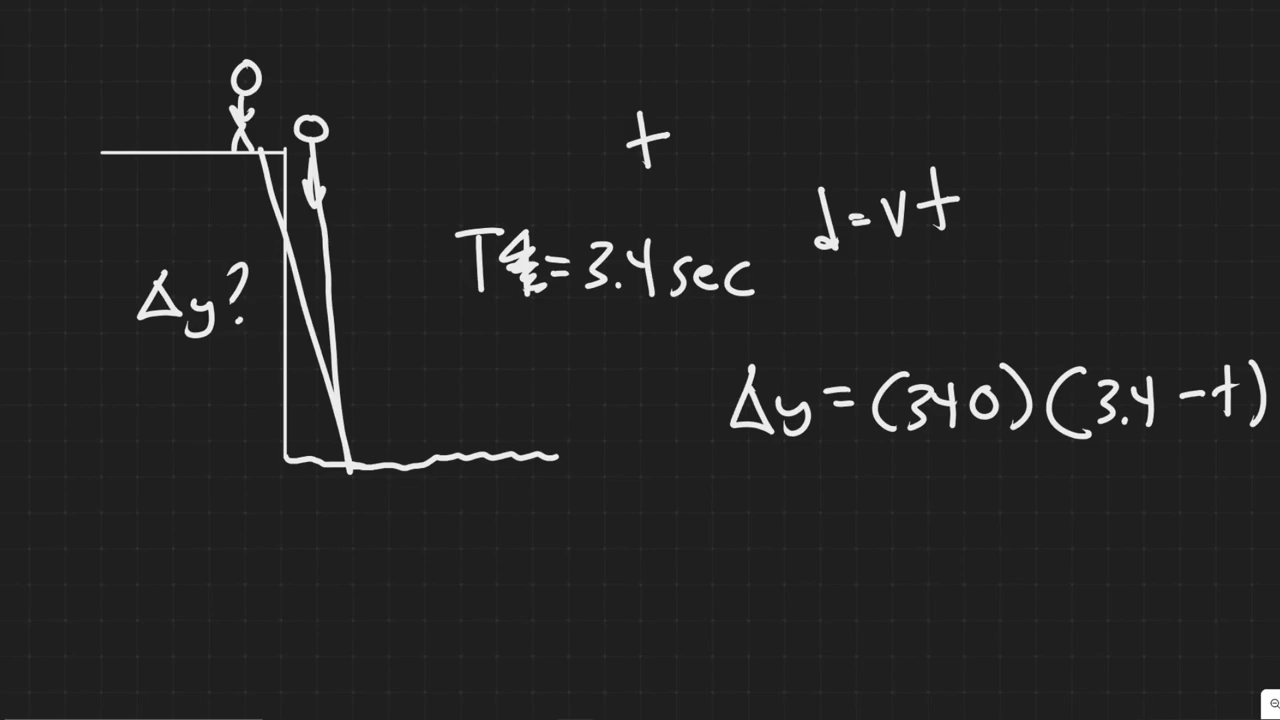 t
d = vt
T = 3.4 sec
Δy?
Δy = (340)(3.4 - t)